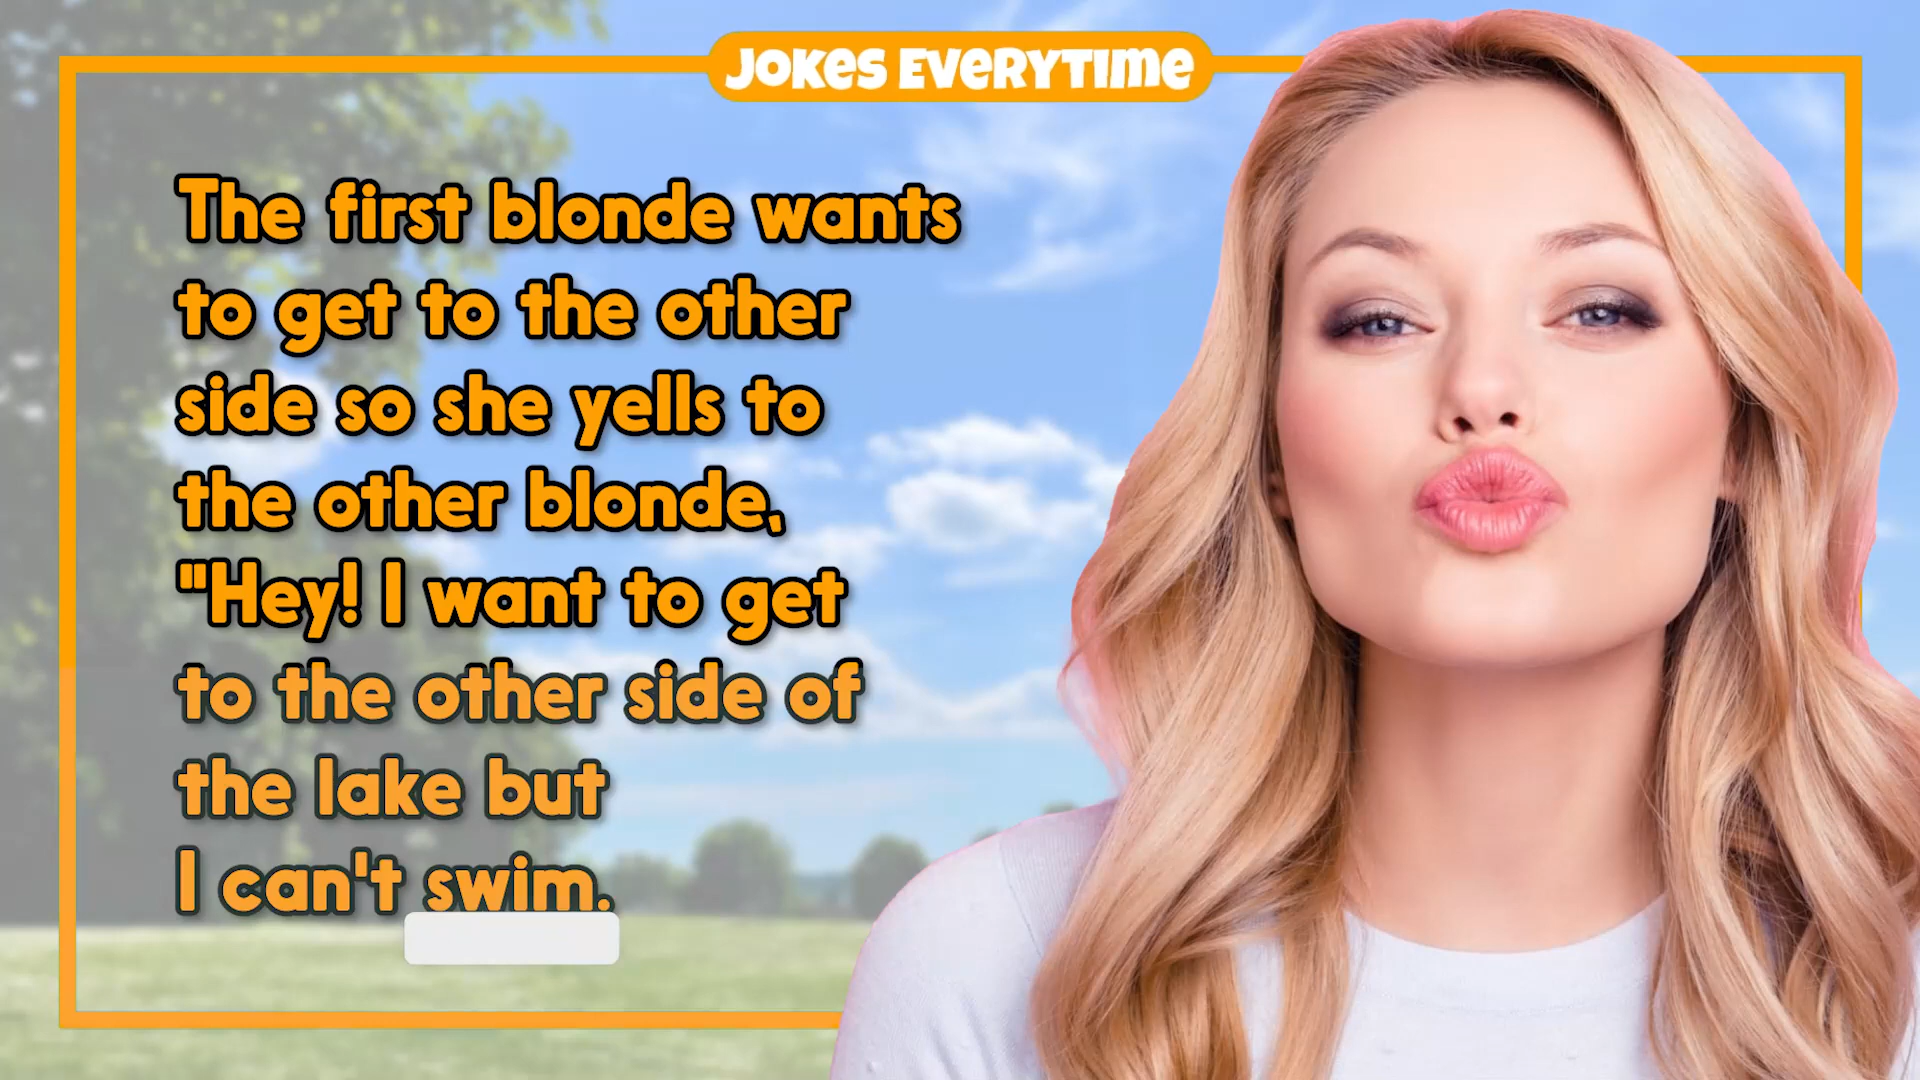 JOKES EVERYTIME
The first blonde wants
to get to the other
side so she yells to
the other blonde,
"Hey! I want to get
to the other side of
the lake but
I can't swim.